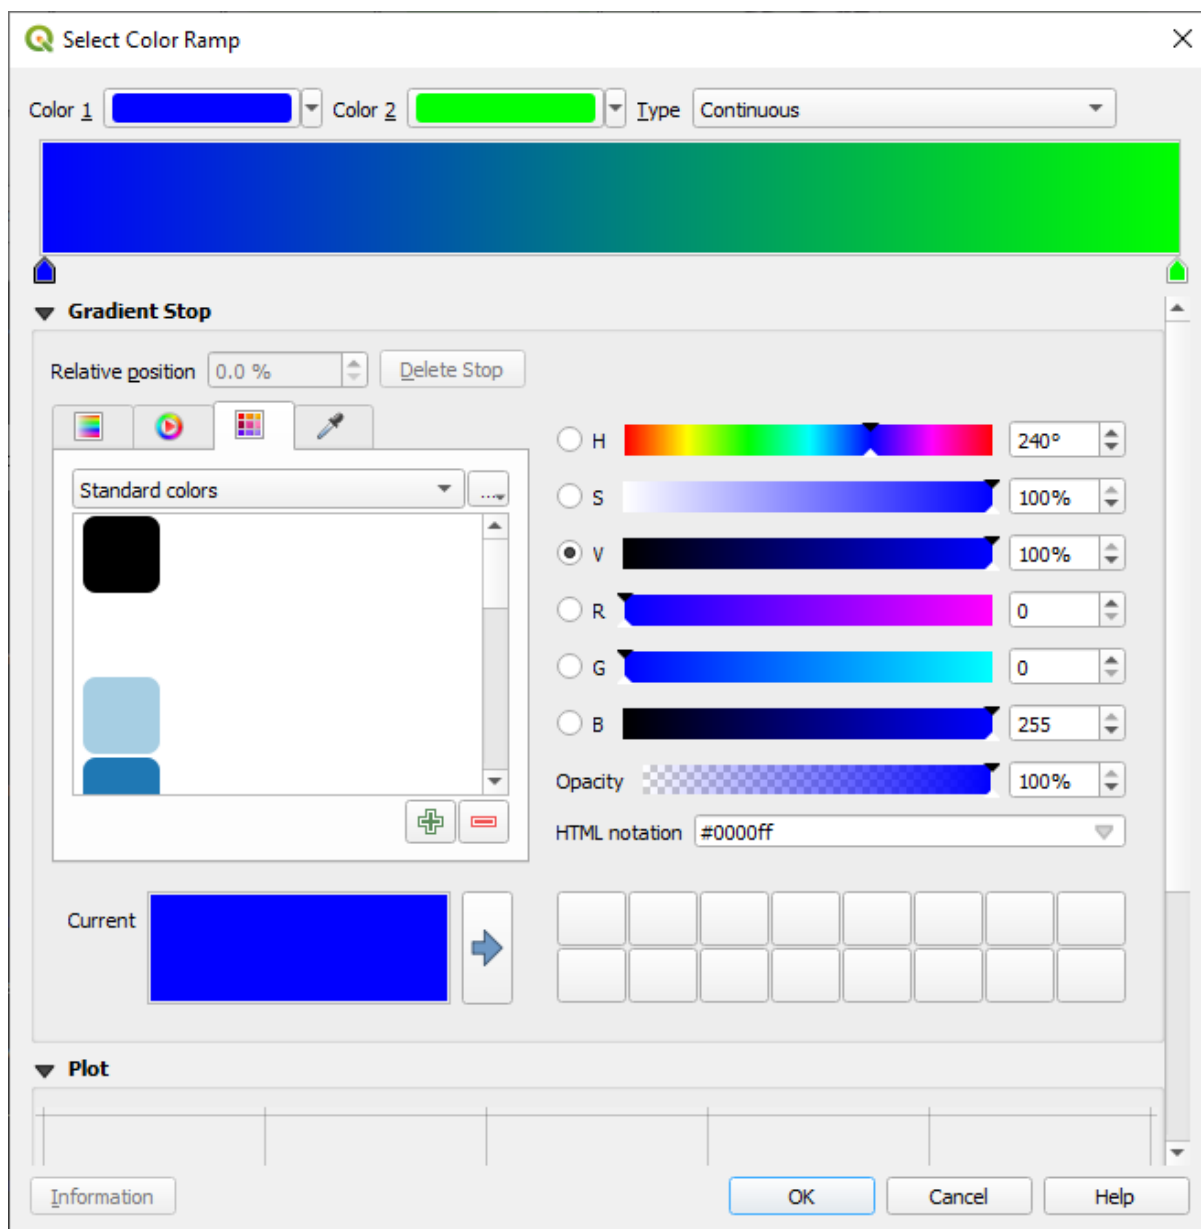 Select Color Ramp
Color 1 Color 2 Type Continuous
Gradient Stop
Relative position 0.0 % Delete Stop
H 240°
Standard colors ...
S 100%
V 100%
R 0
G 0
B 255
Opacity 100%
HTML notation #0000ff
Current
Plot
Information OK Cancel Help